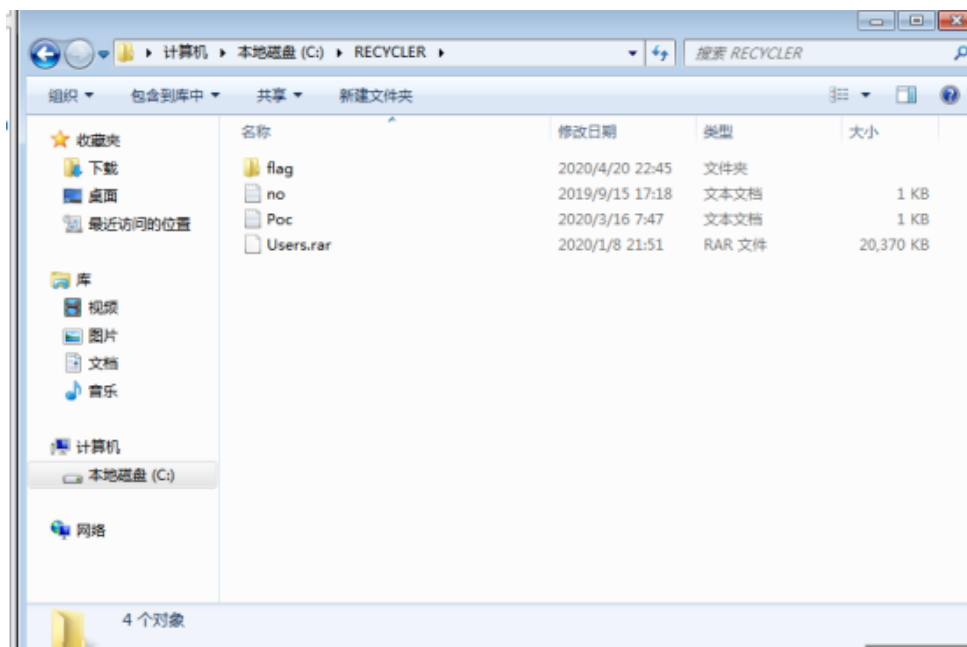 计算机 本地磁盘 (C:) RECYCLER 搜索 RECYCLER
组织 包含到库中 共享 新建文件夹
收藏夹
下载
桌面
最近访问的位置
库
视频
图片
文档
音乐
计算机
本地磁盘 (C:)
网络
名称 修改日期 类型 大小
flag 2020/4/20 22:45 文件夹
no 2019/9/15 17:18 文本文档 1 KB
Poc 2020/3/16 7:47 文本文档 1 KB
Users.rar 2020/1/8 21:51 RAR 文件 20,370 KB
4 个对象